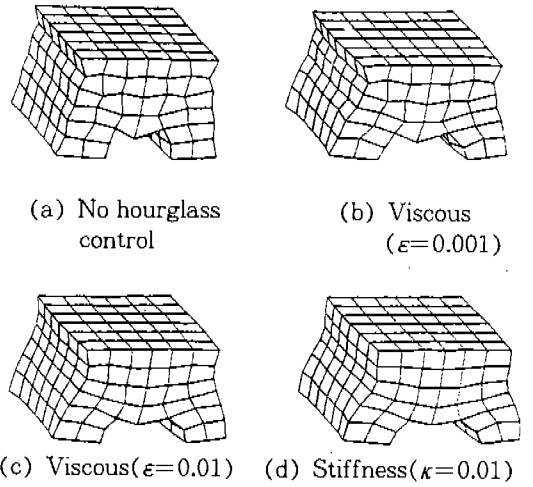 (a) No hourglass
control
(b) Viscous
(ε=0.001)
(c) Viscous(ε=0.01)
(d) Stiffness(κ=0.01)